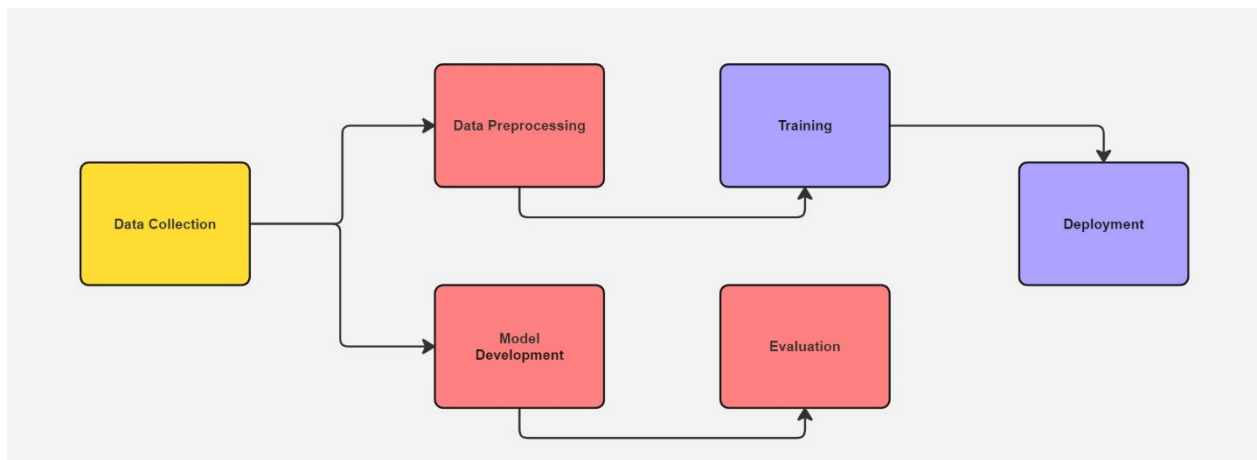 Data Preprocessing
Training
Data Collection
Deployment
Model
Development
Evaluation